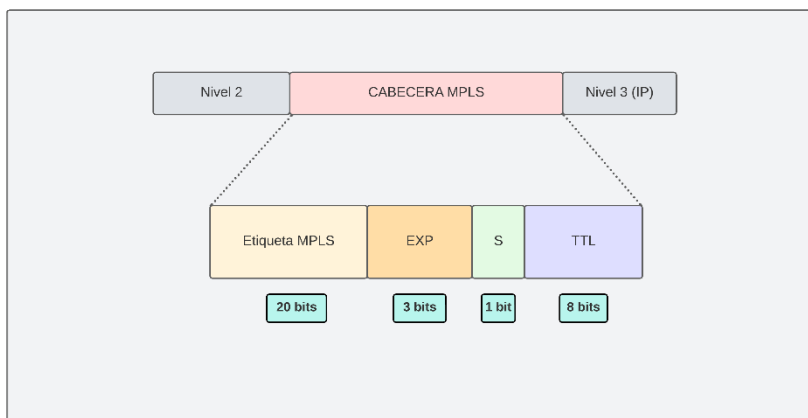 Nivel 2
CABECERA MPLS
Nivel 3 (IP)
Etiqueta MPLS
EXP
S
TTL
20 bits
3 bits
1 bit
8 bits